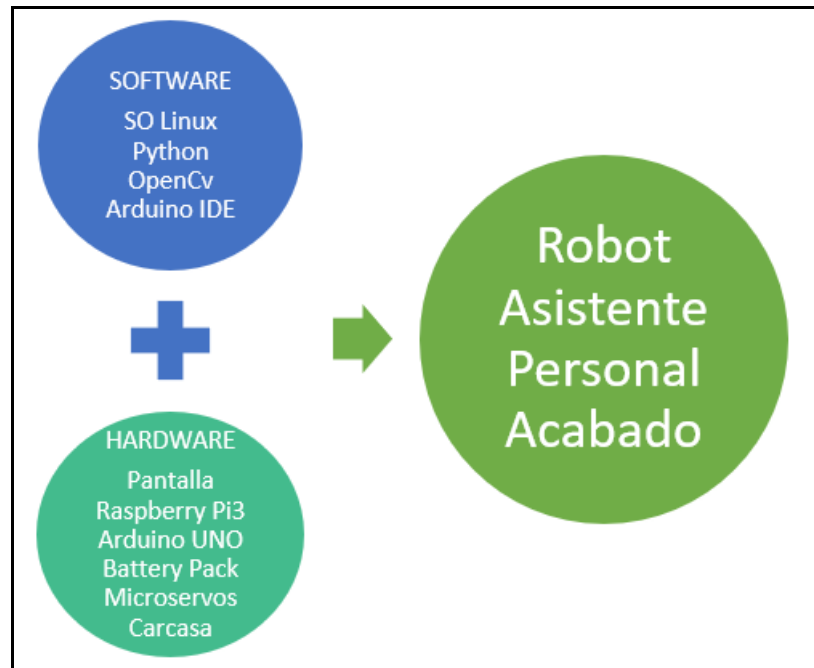 SOFTWARE
SO Linux
Python
OpenCv
Arduino IDE
HARDWARE
Pantalla
Raspberry Pi3
Arduino UNO
Battery Pack
Microservos
Carcasa
Robot
Asistente
Personal
Acabado